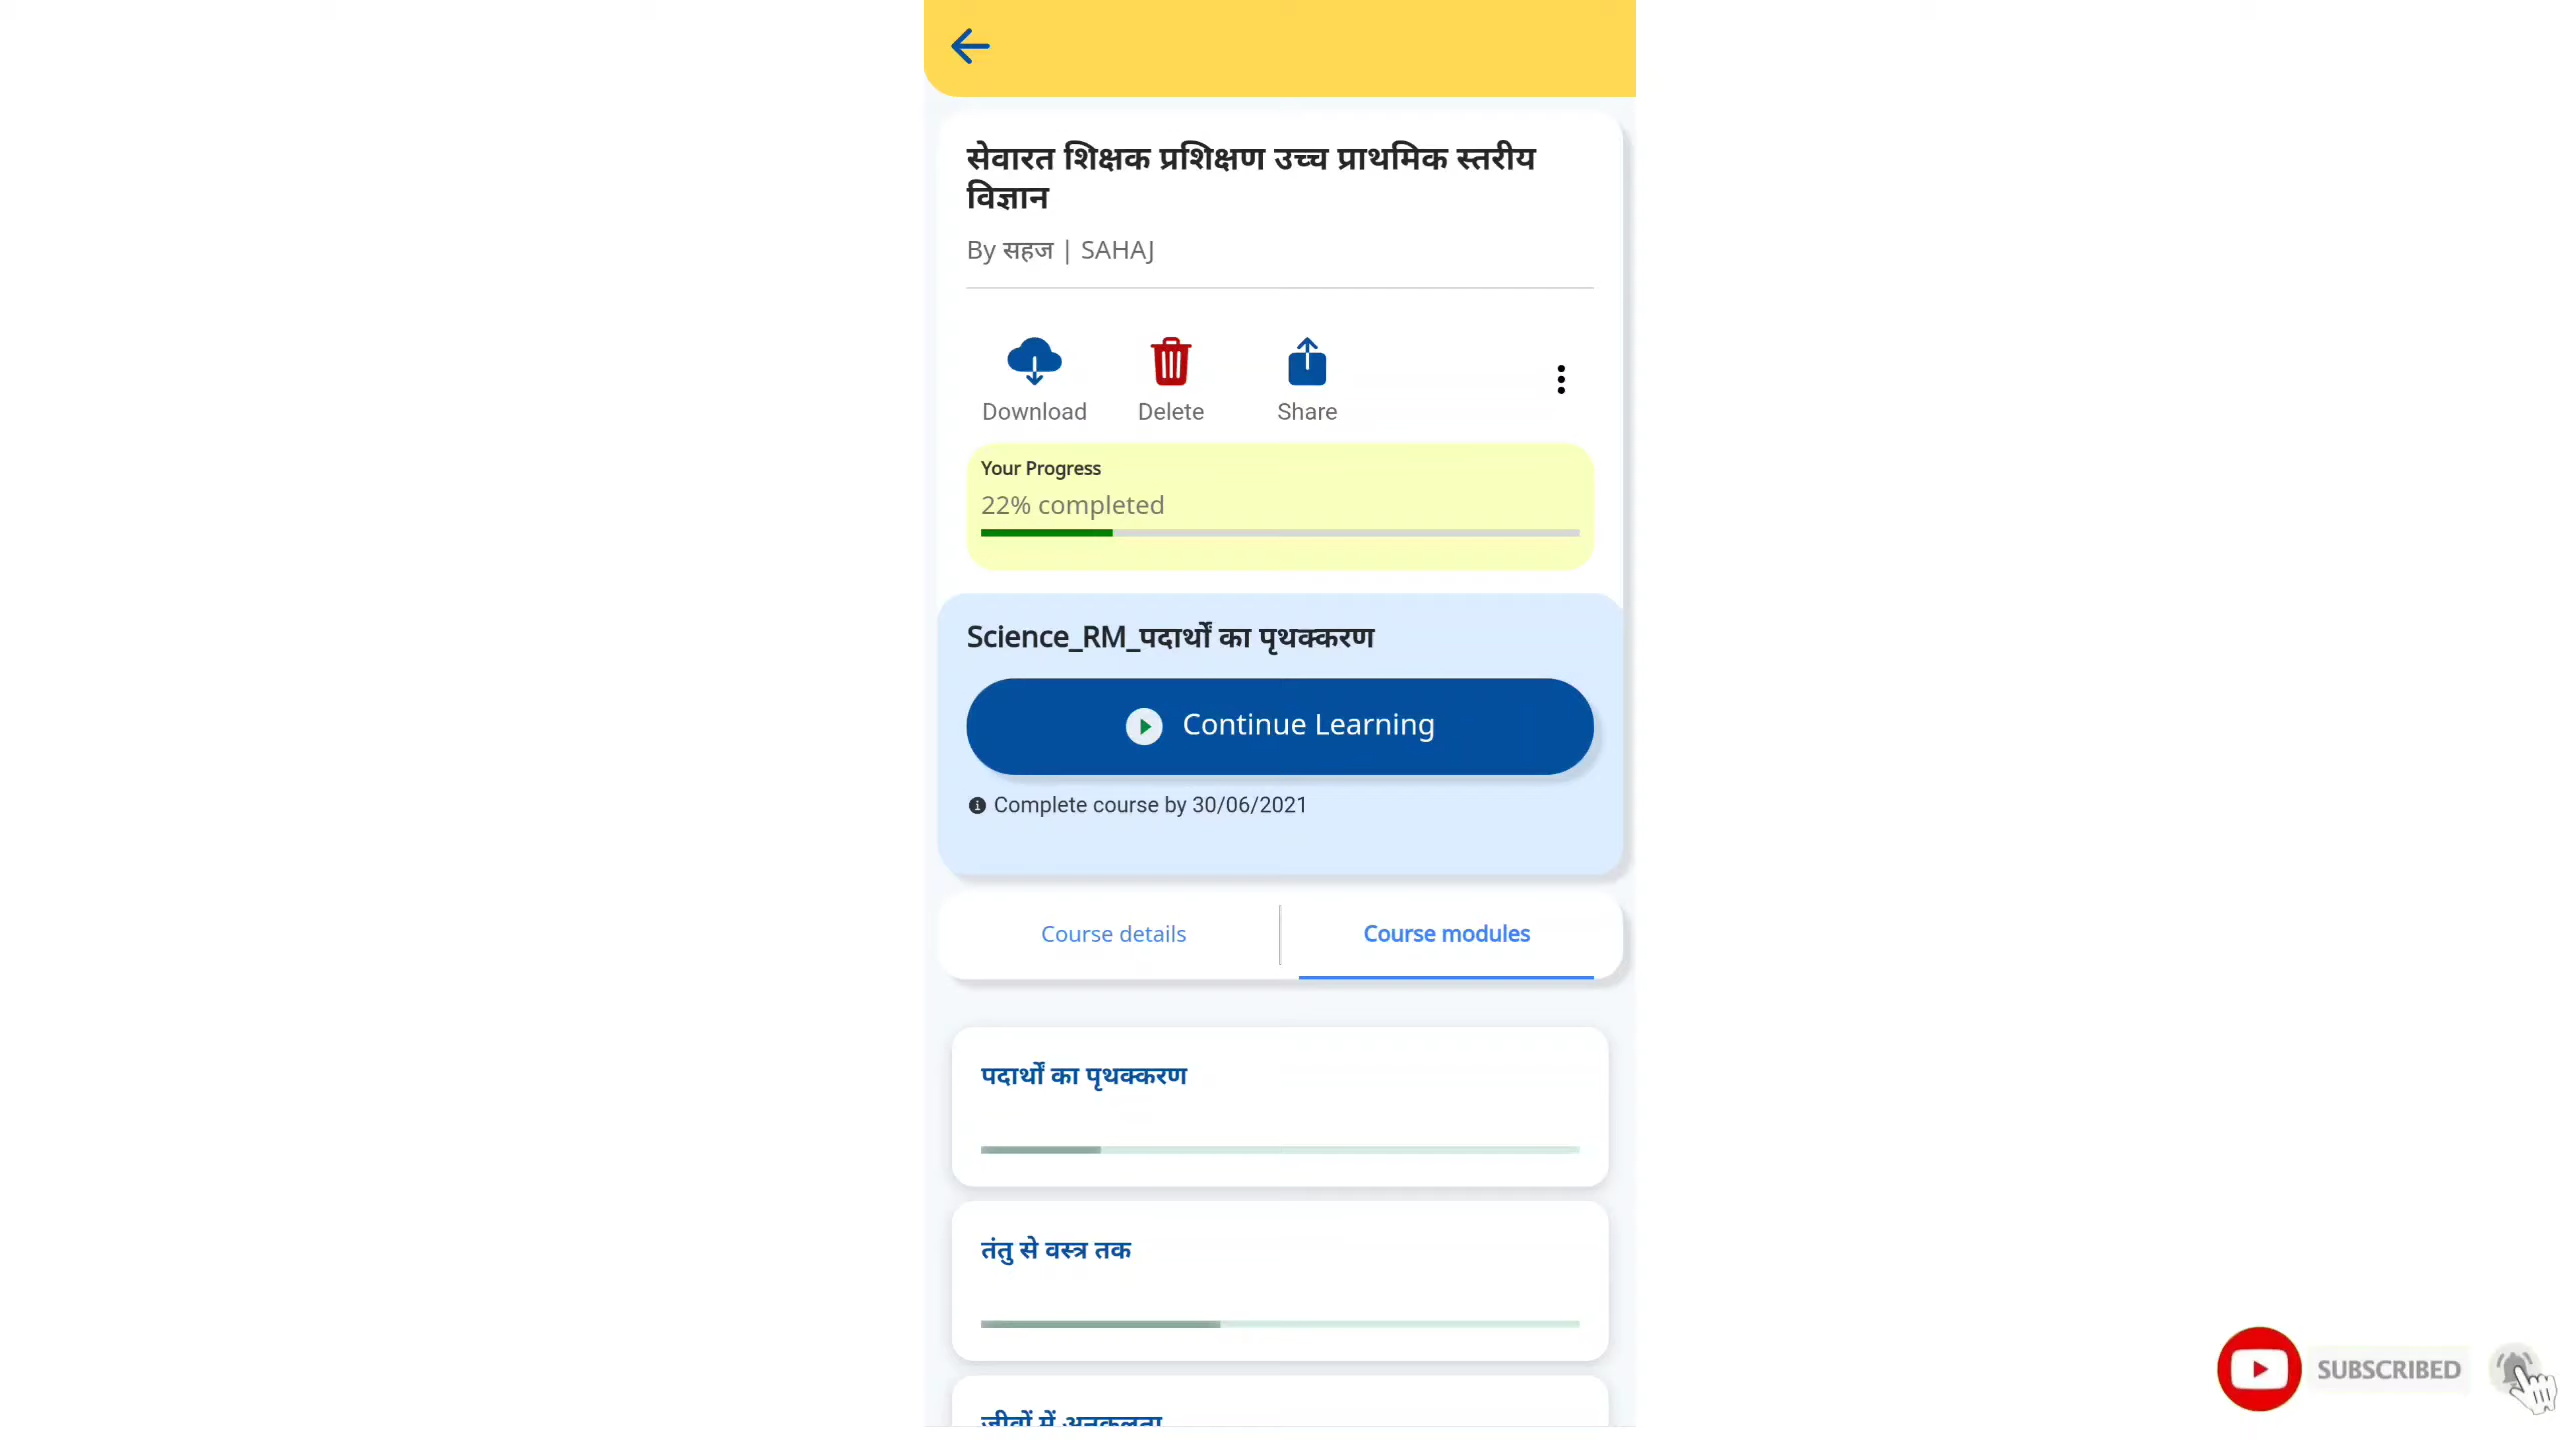 सेवारत शिक्षक प्रशिक्षण उच्च प्राथमिक स्तरीय
विज्ञान
By सहज | SAHAJ
Download Delete Share
Your Progress
22% completed
Science_RM_पदार्थों का पृथक्करण
Continue Learning
Complete course by 30/06/2021
Course details Course modules
पदार्थों का पृथक्करण
तंतु से वस्त्र तक
जीवों में अनुकूलता
SUBSCRIBED